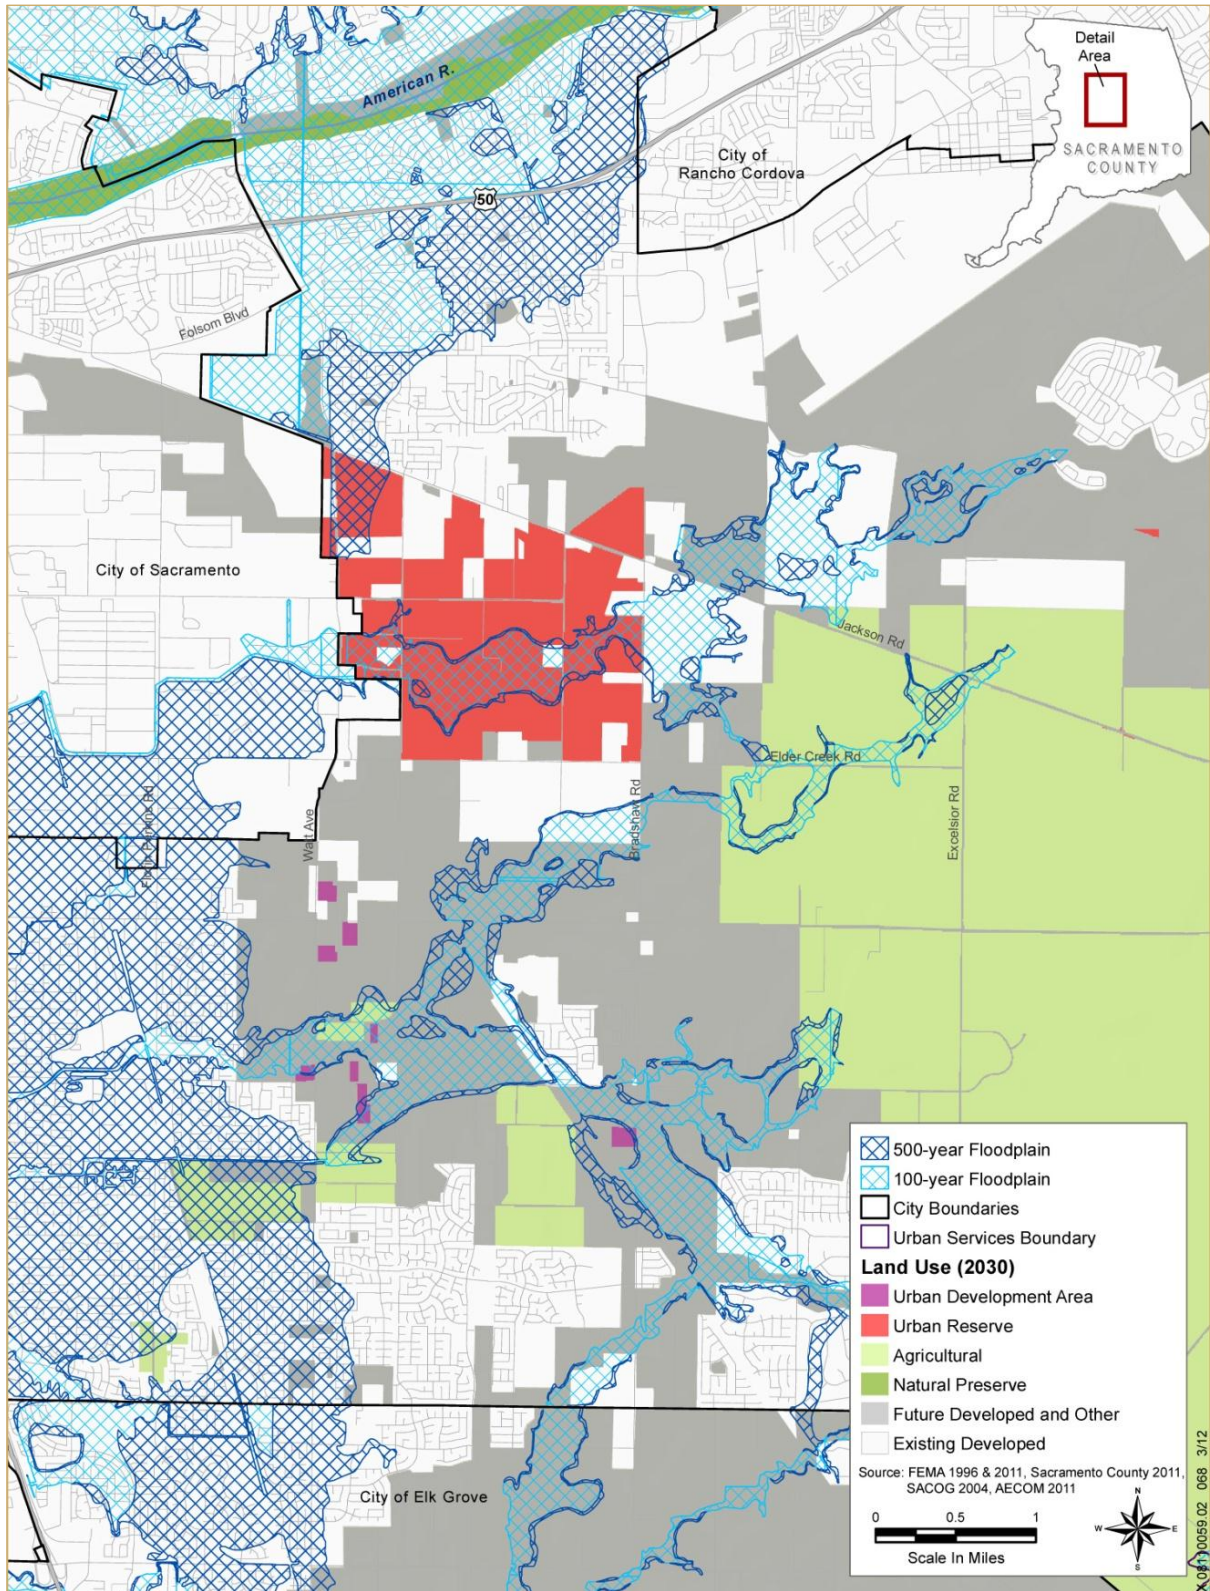 Detail
Area
SACRAMENTO
COUNTY
American R.
City of
Rancho Cordova
50
Folsom Blvd
City of Sacramento
Jackson Rd
Elder Creek Rd
Florin Perkins Rd
Watt Ave
Bradshaw Rd
Excelsior Rd
City of Elk Grove
500-year Floodplain
100-year Floodplain
City Boundaries
Urban Services Boundary
Land Use (2030)
Urban Development Area
Urban Reserve
Agricultural
Natural Preserve
Future Developed and Other
Existing Developed
Source: FEMA 1996 & 2011, Sacramento County 2011,
SACOG 2004, AECOM 2011
0 0.5 1
Scale In Miles
N
W E
S
X 08110059.02 068 3/12